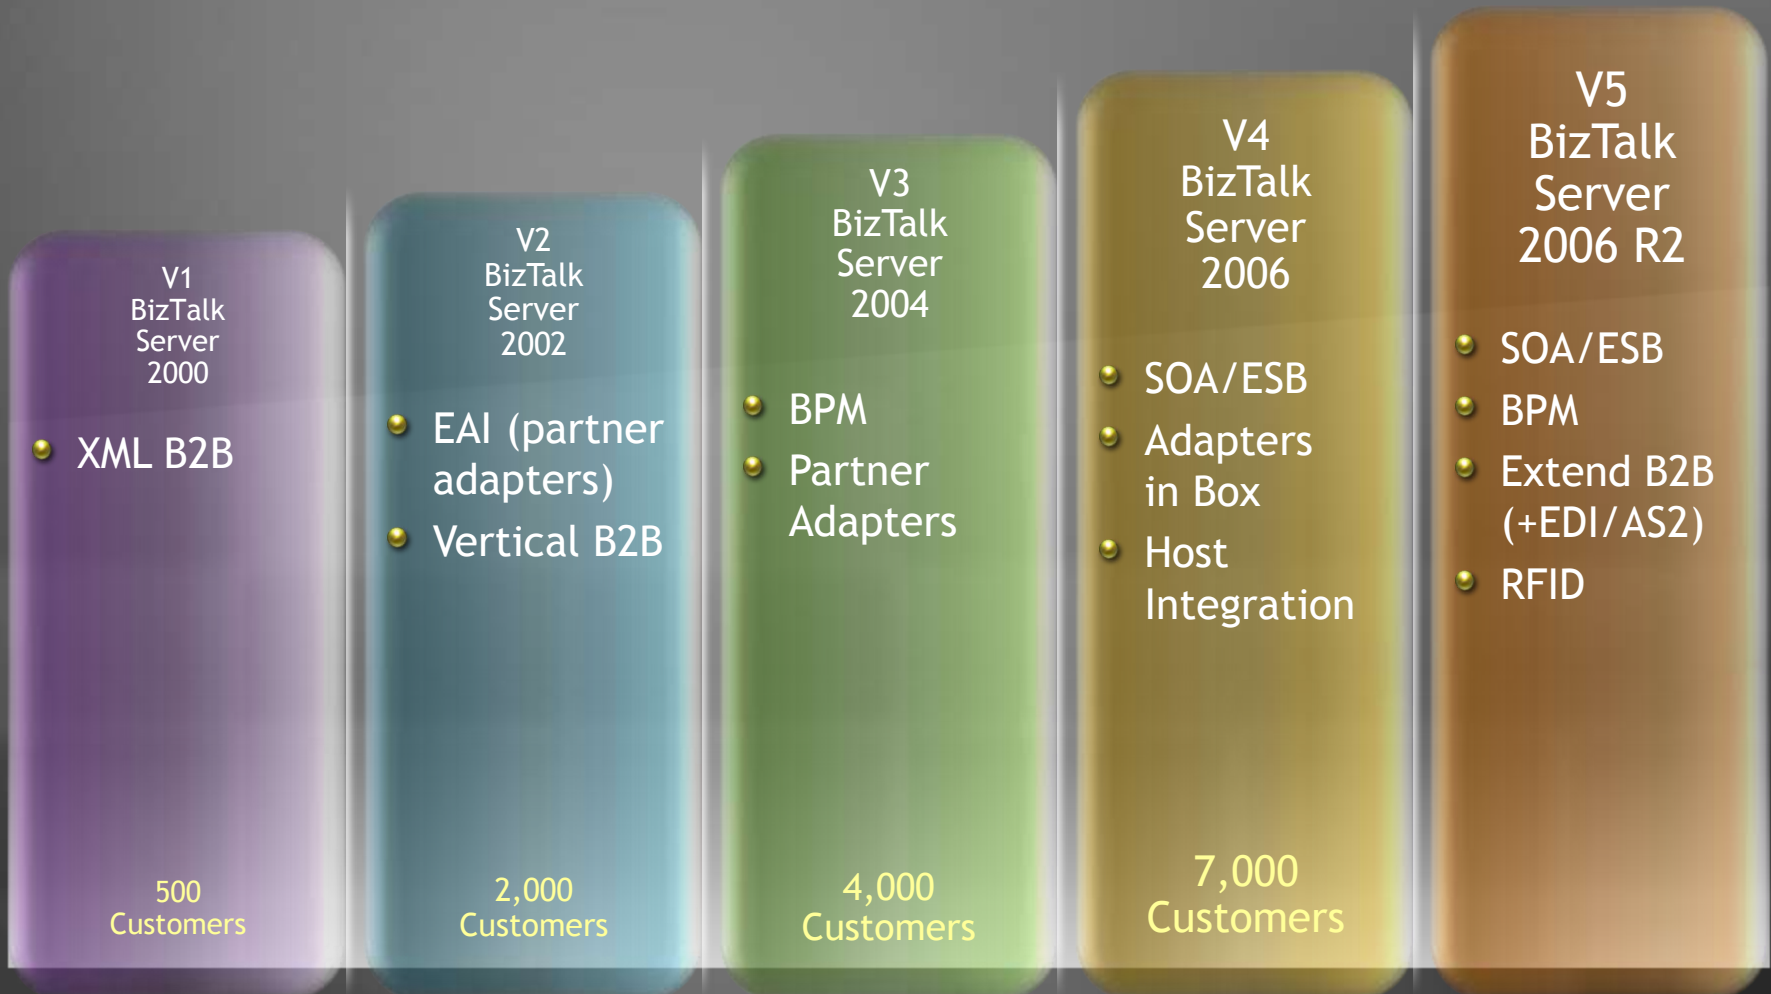 V1
BizTalk
Server
2000
XML B2B
500
Customers
V2
BizTalk
Server
2002
EAI (partner
adapters)
Vertical B2B
2,000
Customers
V3
BizTalk
Server
2004
BPM
Partner
Adapters
4,000
Customers
V4
BizTalk
Server
2006
SOA/ESB
Adapters
in Box
Host
Integration
7,000
Customers
V5
BizTalk
Server
2006 R2
SOA/ESB
BPM
Extend B2B
(+EDI/AS2)
RFID